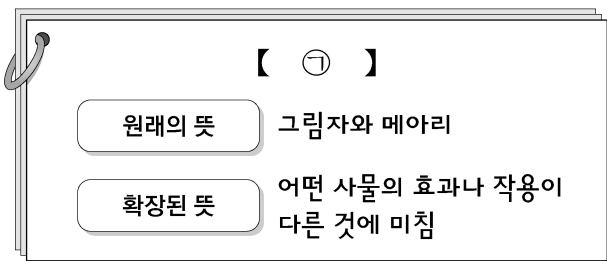 【 ㉠ 】
원래의 뜻 그림자와 메아리
확장된 뜻 어떤 사물의 효과나 작용이
다른 것에 미침